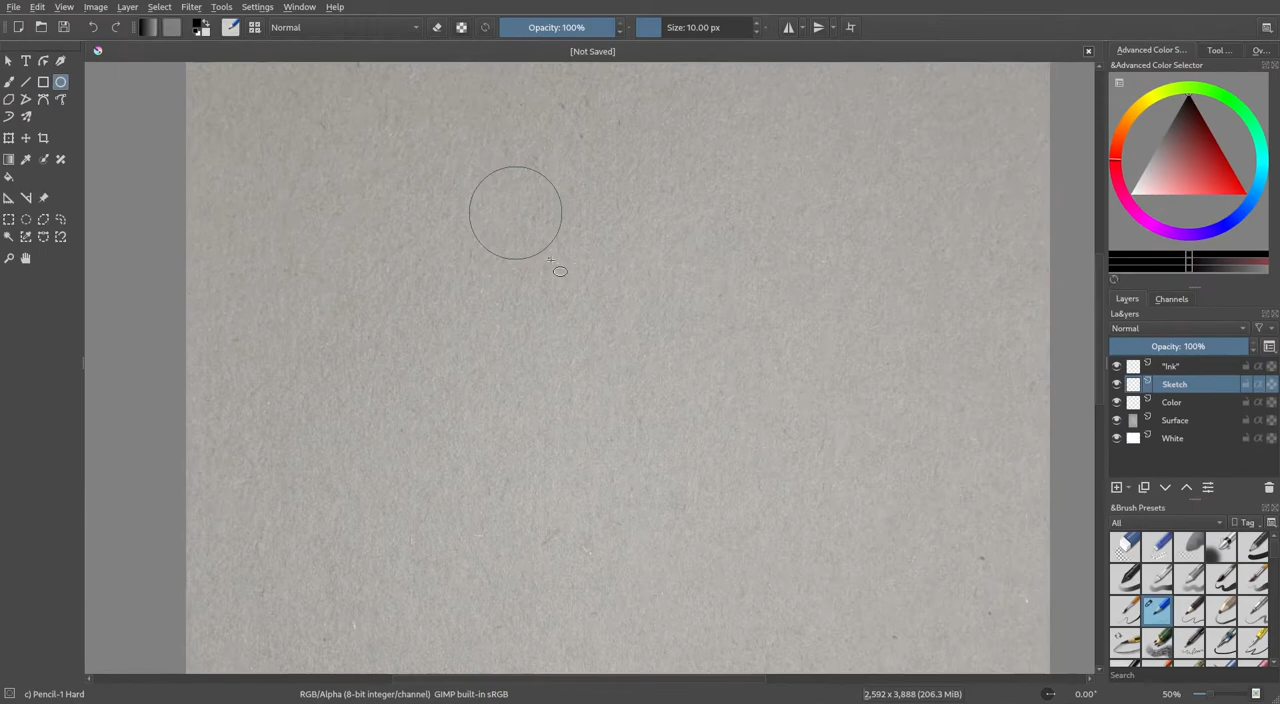 File Edit View Image Layer Select Filter Tools Settings Window Help
Normal Opacity: 100% Size: 10.00 px
[Not Saved]
Advanced Color S... Tool ... Ov...
&Advanced Color Selector
Layers Channels
La&yers
Normal
Opacity: 100%
"Ink"
Sketch
Color
Surface
White
&Brush Presets
All Tag
Search
c) Pencil-1 Hard RGB/Alpha (8-bit integer/channel) GIMP built-in sRGB 2,592 x 3,888 (206.3 MiB) 0.00° 50%